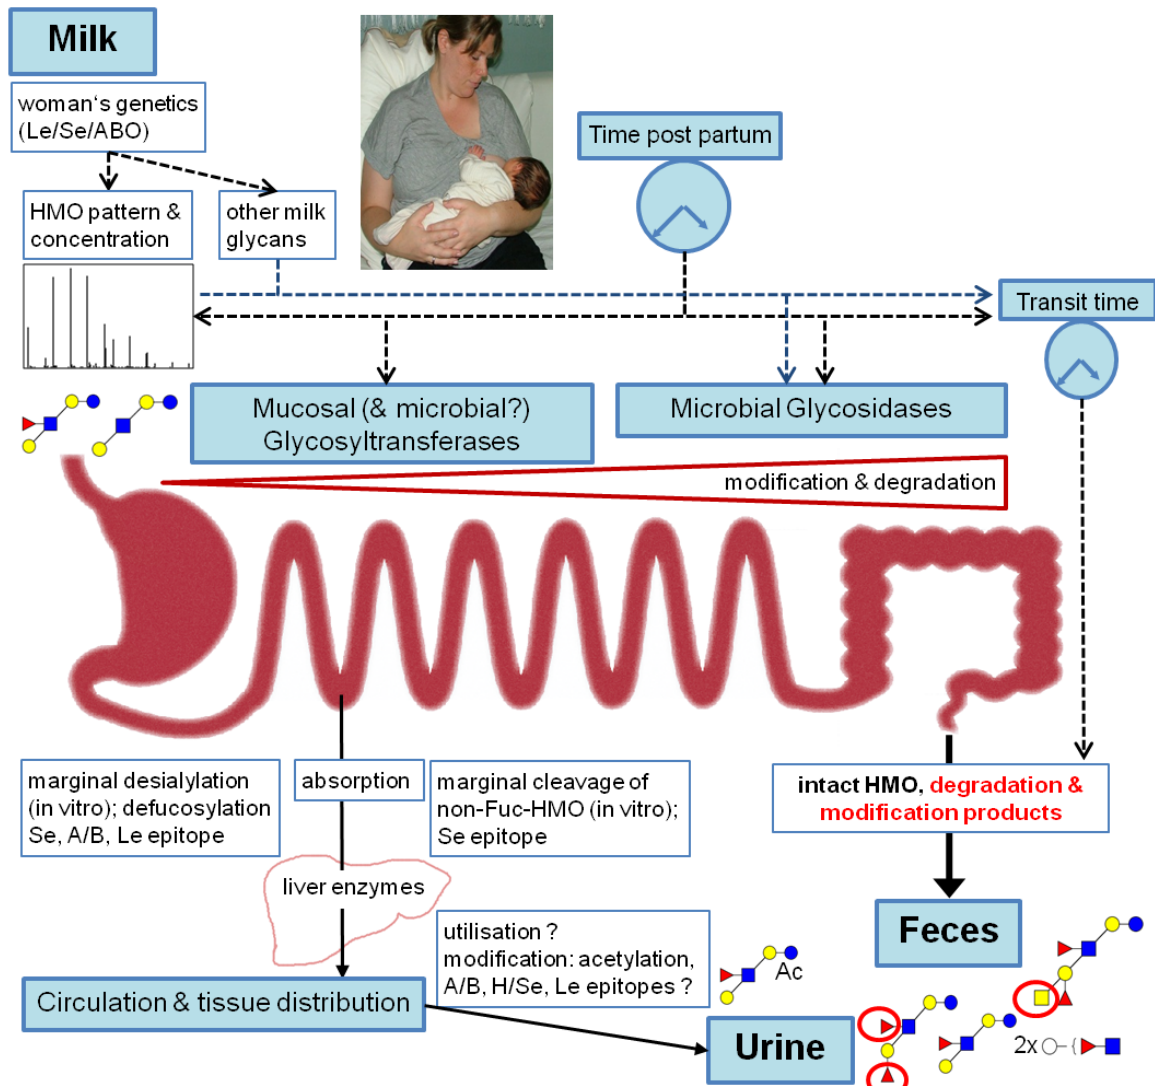 Milk
woman‘s genetics
(Le/Se/ABO)
HMO pattern &
concentration
other milk
glycans
Time post partum
Transit time
Mucosal (& microbial?)
Glycosyltransferases
Microbial Glycosidases
modification & degradation
marginal desialylation
(in vitro); defucosylation
Se, A/B, Le epitope
absorption
marginal cleavage of
non-Fuc-HMO (in vitro);
Se epitope
intact HMO, degradation &
modification products
liver enzymes
Feces
utilisation ?
modification: acetylation,
A/B, H/Se, Le epitopes ?
Ac
Circulation & tissue distribution
Urine
2x